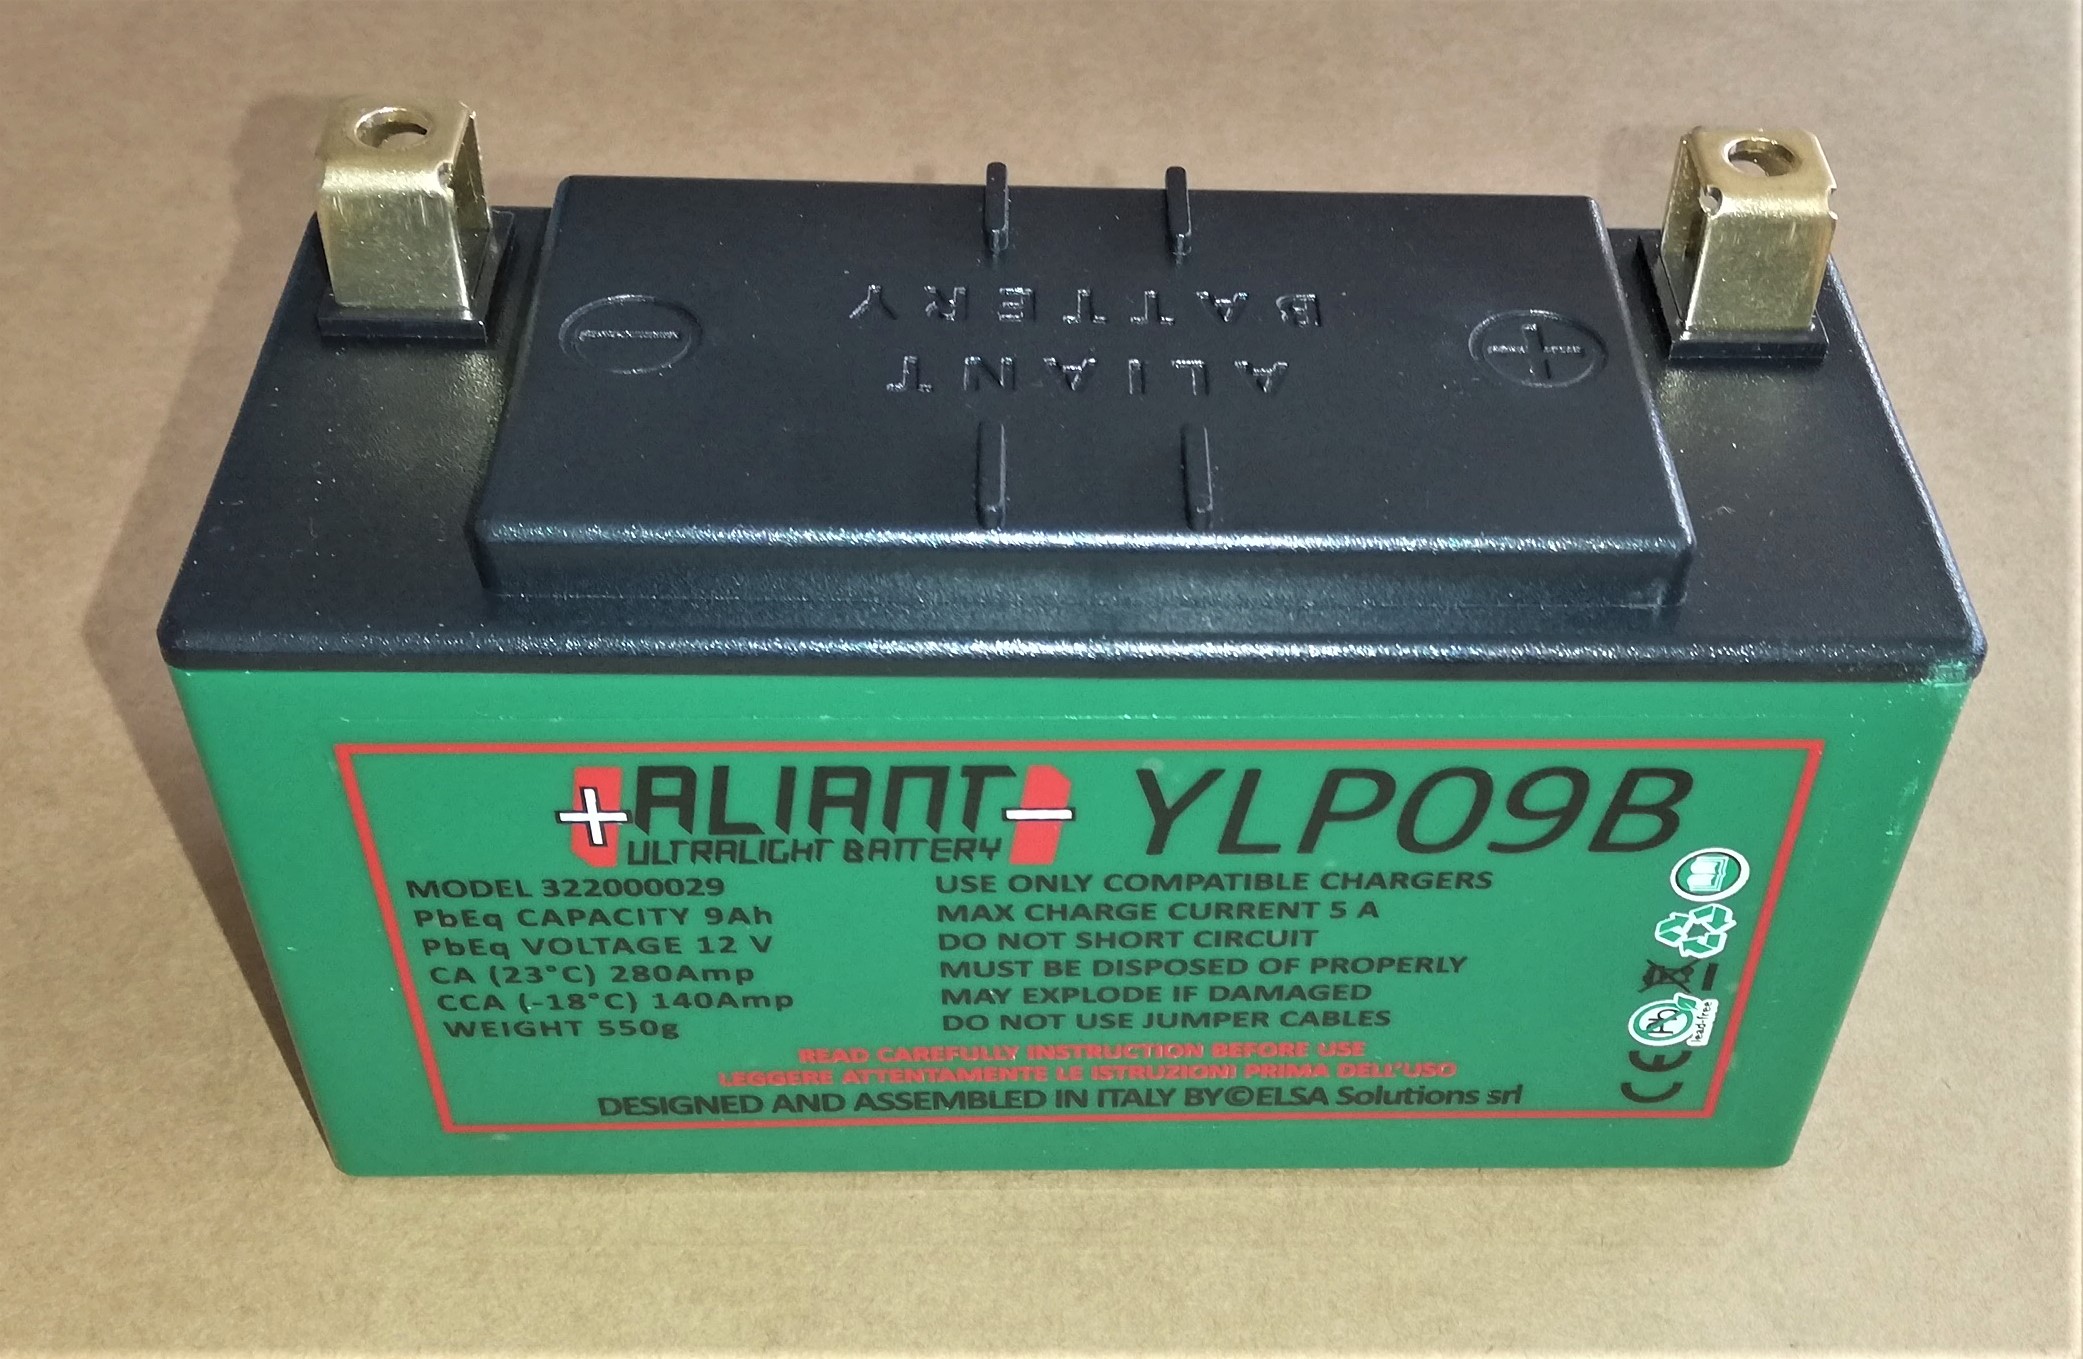 ALIANT
BATTERY
ALIANT YLP09B
ULTRALIGHT BATTERY
MODEL 322000029
PbEq CAPACITY 9Ah
PbEq VOLTAGE 12 V
CA (23°C) 280Amp
CCA (-18°C) 140Amp
WEIGHT 550g
USE ONLY COMPATIBLE CHARGERS
MAX CHARGE CURRENT 5 A
DO NOT SHORT CIRCUIT
MUST BE DISPOSED OF PROPERLY
MAY EXPLODE IF DAMAGED
DO NOT USE JUMPER CABLES
READ CAREFULLY INSTRUCTION BEFORE USE
LEGGERE ATTENTAMENTE LE ISTRUZIONI PRIMA DELL'USO
DESIGNED AND ASSEMBLED IN ITALY BY©ELSA Solutions srl
Pb
lead-free
CE